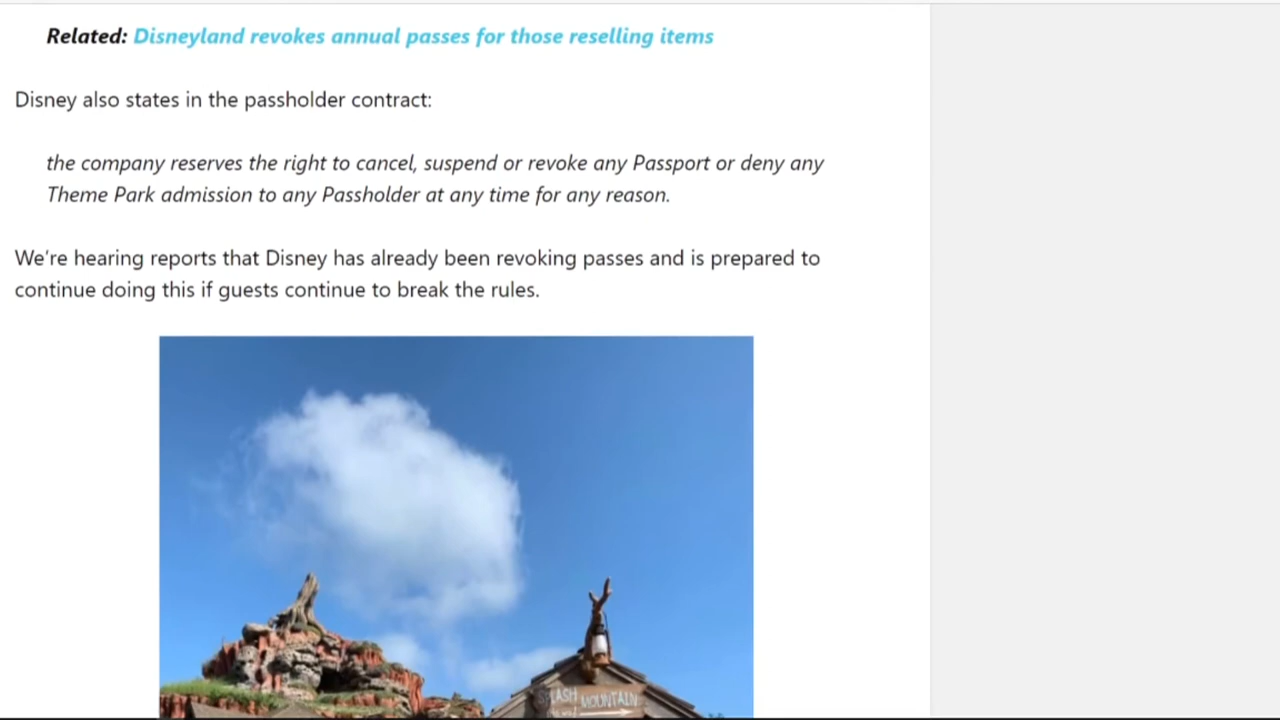 Related: Disneyland revokes annual passes for those reselling items
Disney also states in the passholder contract:
the company reserves the right to cancel, suspend or revoke any Passport or deny any
Theme Park admission to any Passholder at any time for any reason.
We're hearing reports that Disney has already been revoking passes and is prepared to
continue doing this if guests continue to break the rules.
SPLASH MOUNTAIN